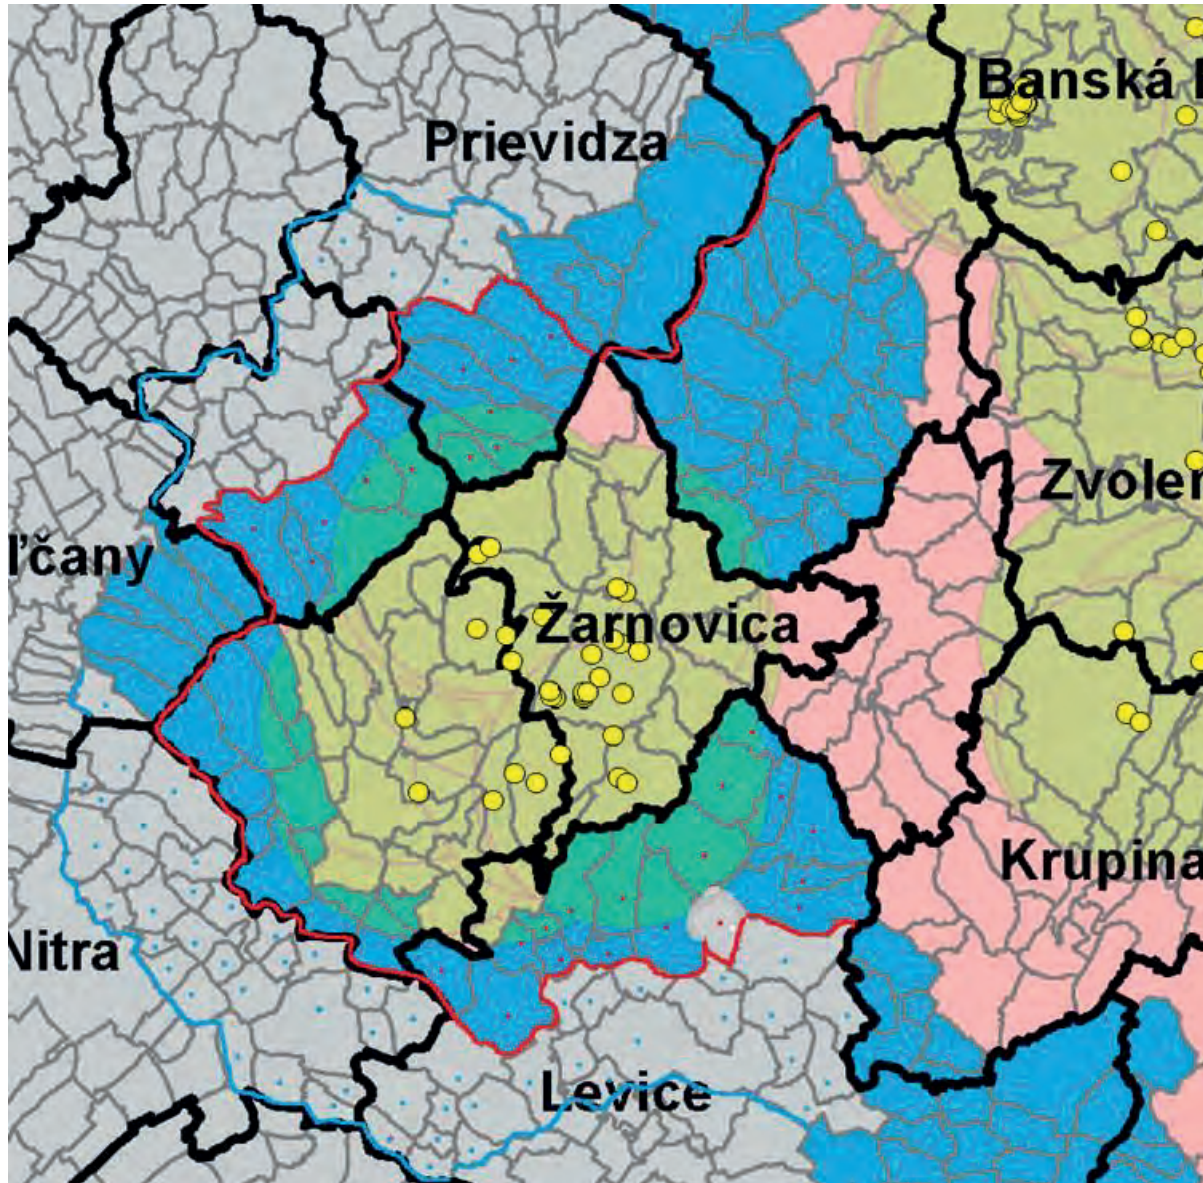 Banská
Prievidza
Zvolen
ľčany
Žarnovica
Krupina
Nitra
Levice